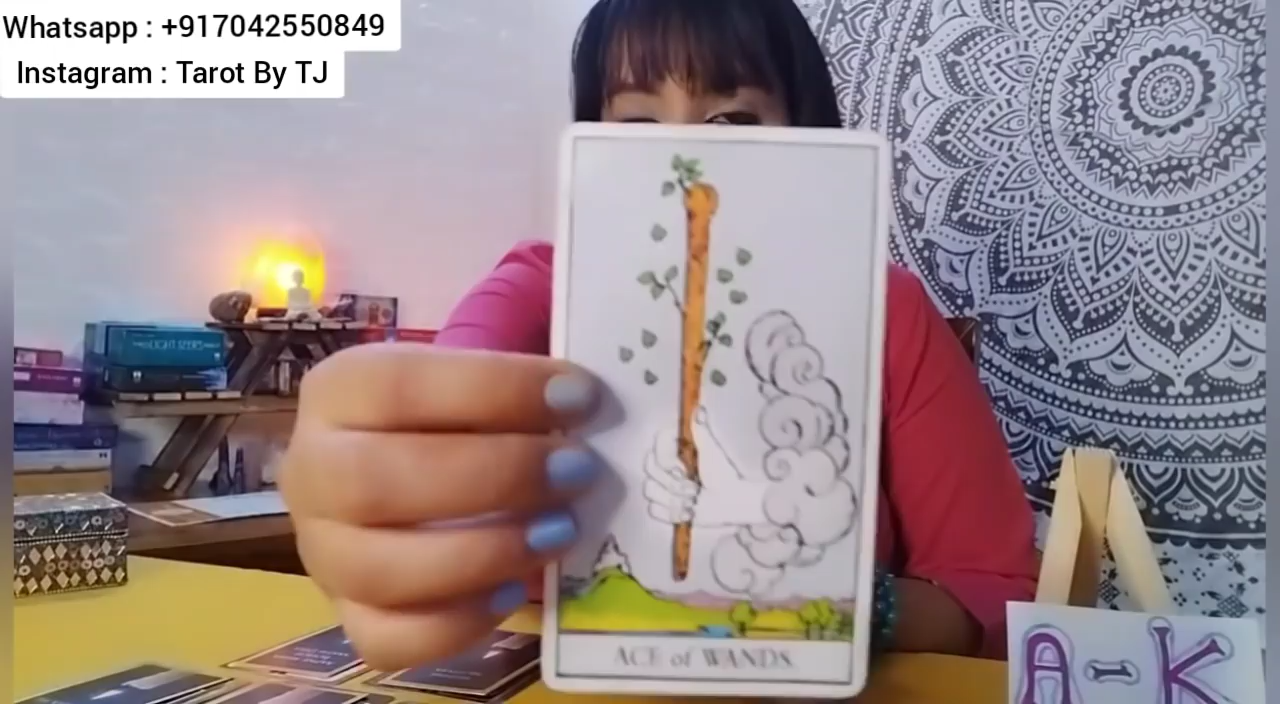 Whatsapp : +917042550849
Instagram : Tarot By TJ
ACE of WANDS.
A-K